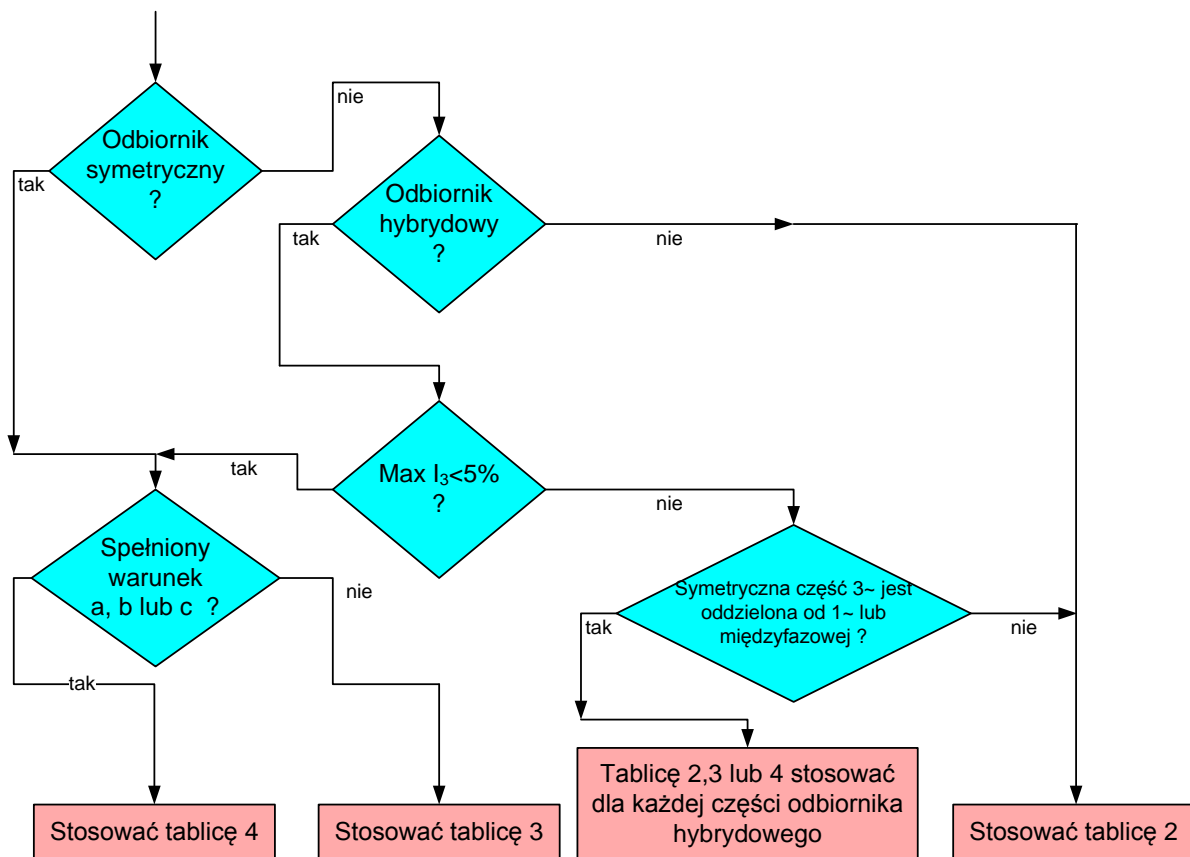 nie
Odbiornik
symetryczny
?
tak
Odbiornik
hybrydowy
?
tak
nie
Max I₃<5%
?
tak
nie
Spełniony
warunek
a, b lub c ?
nie
tak
Symetryczna część 3~ jest
oddzielona od 1~ lub
międzyfazowej ?
tak
nie
Stosować tablicę 4
Stosować tablicę 3
Tablicę 2,3 lub 4 stosować
dla każdej części odbiornika
hybrydowego
Stosować tablicę 2